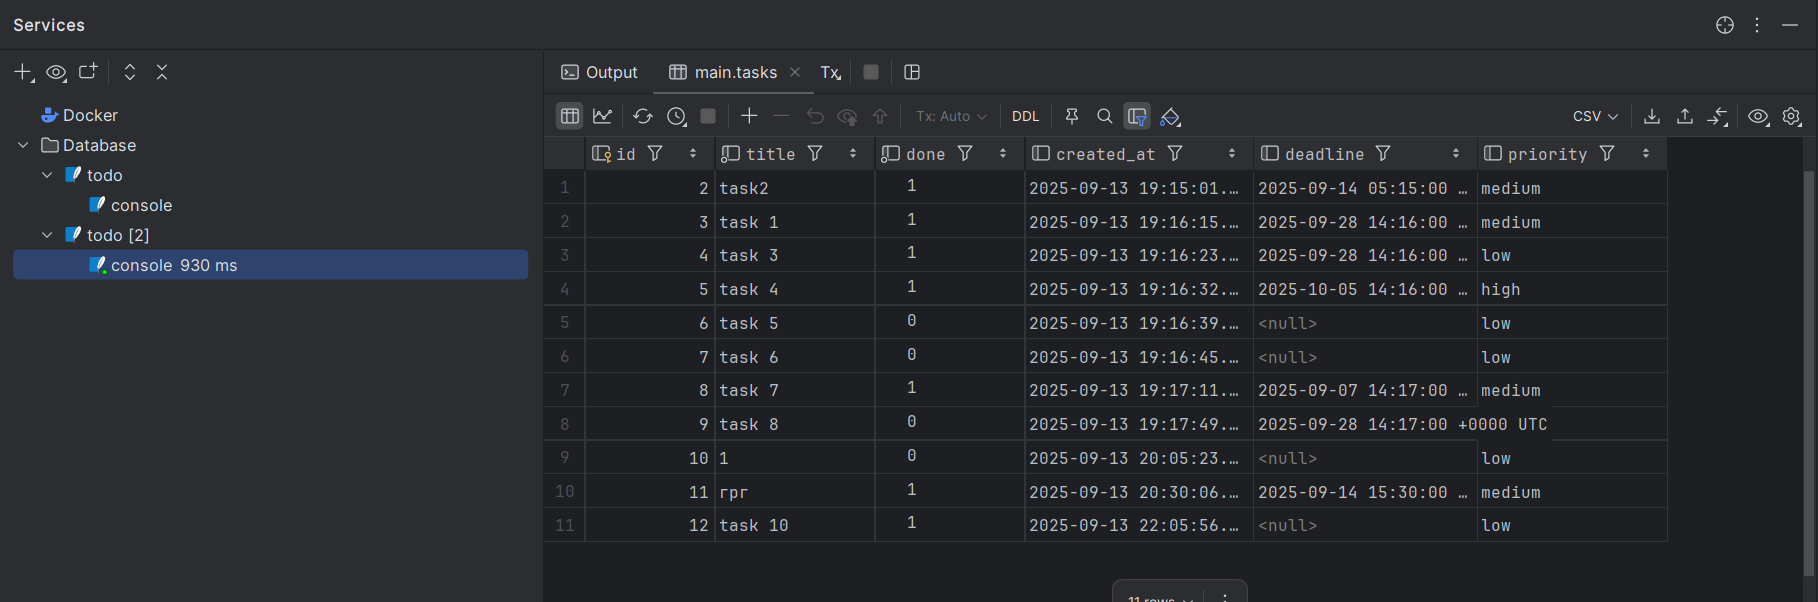 Services
Docker
Database
todo
console
todo [2]
console 930 ms
Output main.tasks Tx
Tx: Auto DDL CSV
id title done created_at deadline priority
1 2 task2 1 2025-09-13 19:15:01.… 2025-09-14 05:15:00 … medium
2 3 task 1 1 2025-09-13 19:16:15.… 2025-09-28 14:16:00 … medium
3 4 task 3 1 2025-09-13 19:16:23.… 2025-09-28 14:16:00 … low
4 5 task 4 1 2025-09-13 19:16:32.… 2025-10-05 14:16:00 … high
5 6 task 5 0 2025-09-13 19:16:39.… <null> low
6 7 task 6 0 2025-09-13 19:16:45.… <null> low
7 8 task 7 1 2025-09-13 19:17:11.… 2025-09-07 14:17:00 … medium
8 9 task 8 0 2025-09-13 19:17:49.… 2025-09-28 14:17:00 +0000 UTC
9 10 1 0 2025-09-13 20:05:23.… <null> low
10 11 грг 1 2025-09-13 20:30:06.… 2025-09-14 15:30:00 … medium
11 12 task 10 1 2025-09-13 22:05:56.… <null> low
11 rows